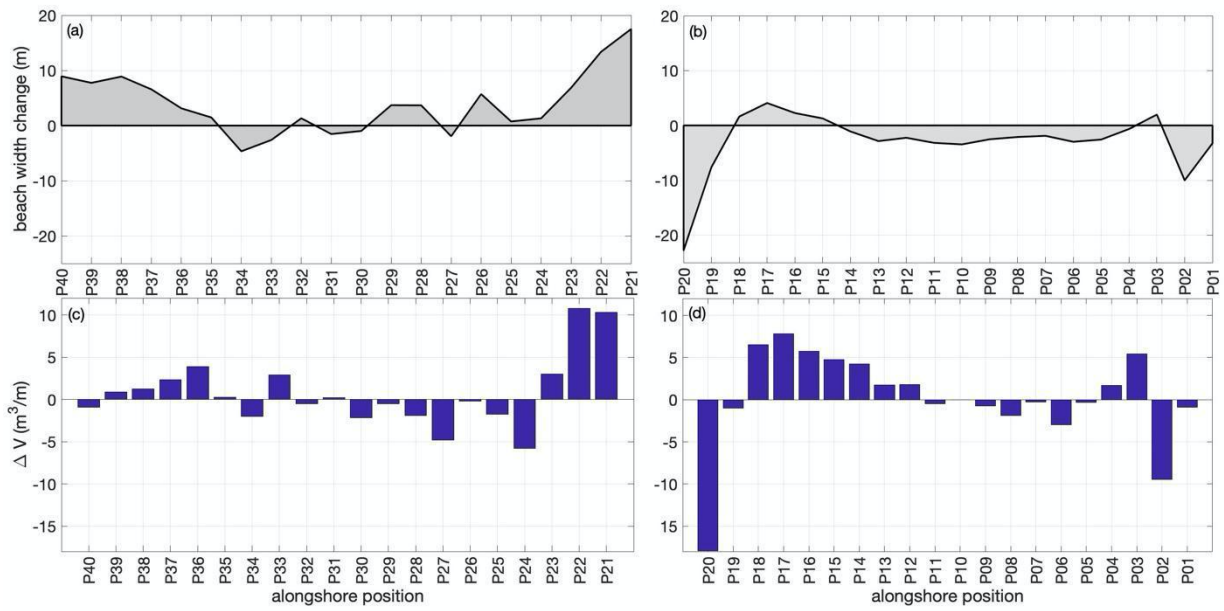 (a)
beach width change (m)
20
10
0
-10
-20
P40 P39 P38 P37 P36 P35 P34 P33 P32 P31 P30 P29 P28 P27 P26 P25 P24 P23 P22 P21
(b)
20
10
0
-10
-20
P20 P19 P18 P17 P16 P15 P14 P13 P12 P11 P10 P09 P08 P07 P06 P05 P04 P03 P02 P01
(c)
Δ V (m³/m)
10
5
0
-5
-10
-15
P40 P39 P38 P37 P36 P35 P34 P33 P32 P31 P30 P29 P28 P27 P26 P25 P24 P23 P22 P21
alongshore position
(d)
10
5
0
-5
-10
15
P20 P19 P18 P17 P16 P15 P14 P13 P12 P11 P10 P09 P08 P07 P06 P05 P04 P03 P02 P01
alongshore position